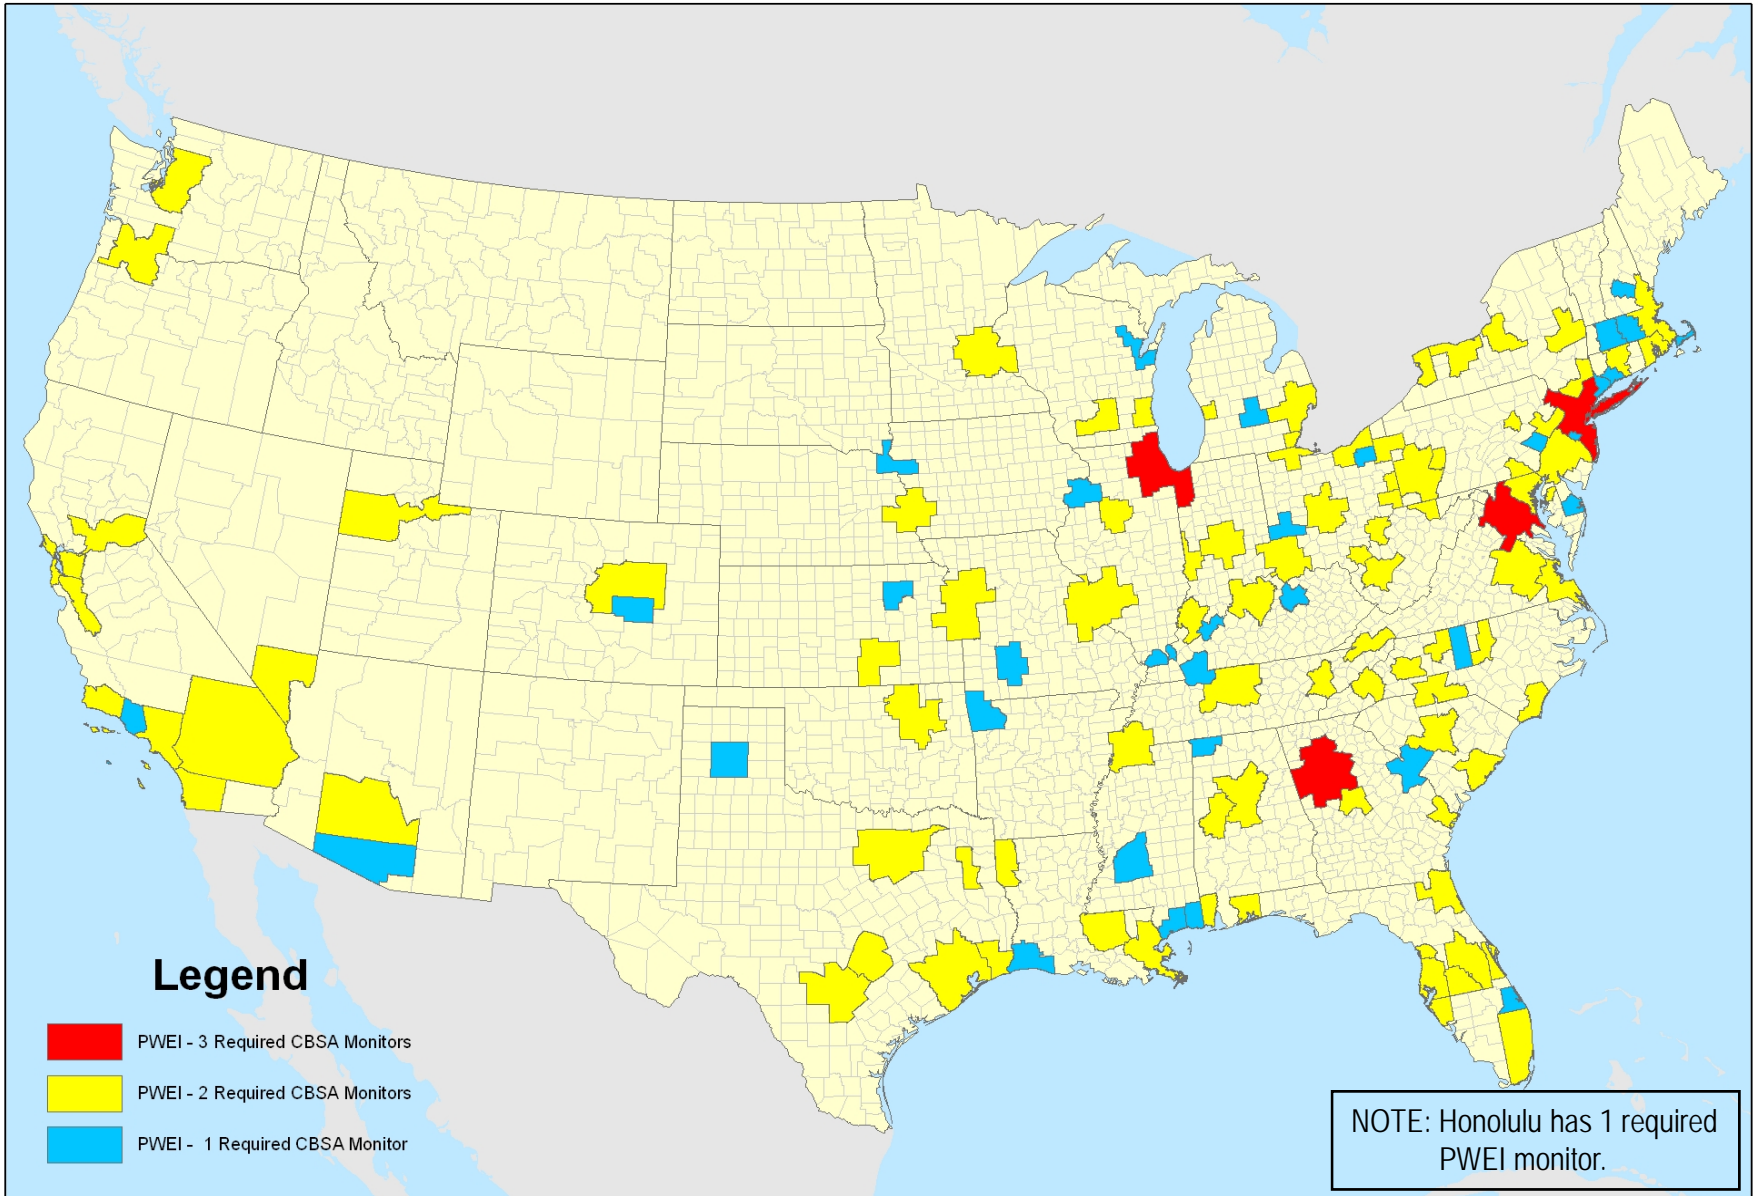 Legend
PWEI - 3 Required CBSA Monitors
PWEI - 2 Required CBSA Monitors
PWEI -  1 Required CBSA Monitor
NOTE: Honolulu has 1 required
PWEI monitor.